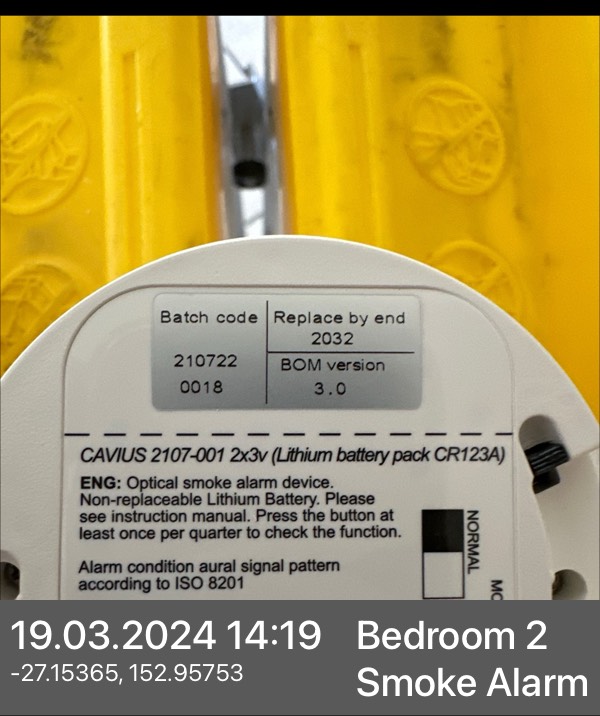 Batch code
210722
0018
Replace by end
2032
BOM version
3.0
CAVIUS 2107-001 2x3v (Lithium battery pack CR123A)
ENG: Optical smoke alarm device.
Non-replaceable Lithium Battery. Please
see instruction manual. Press the button at
least once per quarter to check the function.
Alarm condition aural signal pattern
according to ISO 8201
NORMAL
19.03.2024 14:19
-27.15365, 152.95753
Bedroom 2
Smoke Alarm